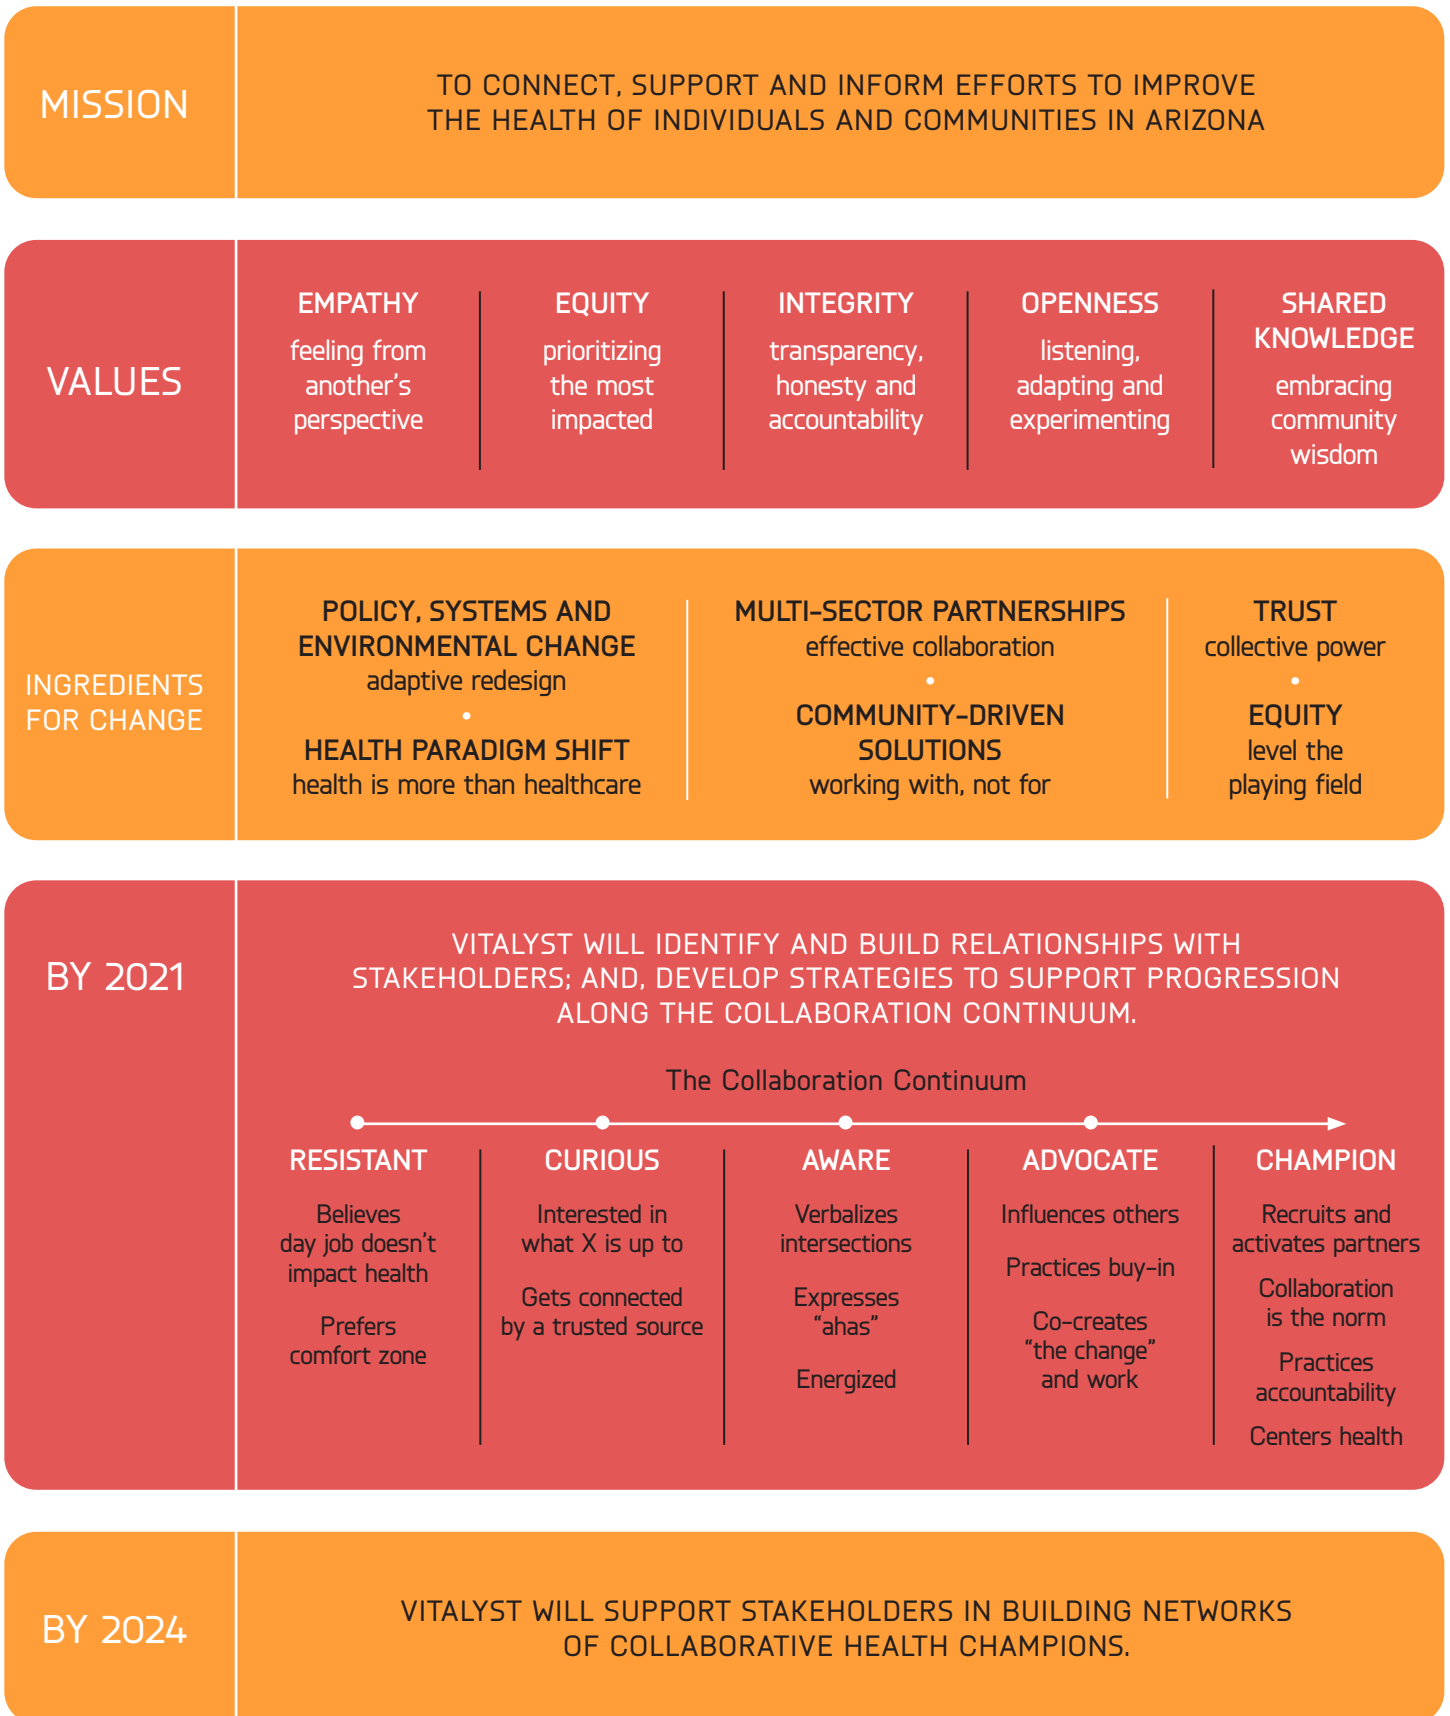 MISSION
TO CONNECT, SUPPORT AND INFORM EFFORTS TO IMPROVE
THE HEALTH OF INDIVIDUALS AND COMMUNITIES IN ARIZONA
VALUES
EMPATHY
feeling from
another's
perspective
EQUITY
prioritizing
the most
impacted
INTEGRITY
transparency,
honesty and
accountability
OPENNESS
listening,
adapting and
experimenting
SHARED
KNOWLEDGE
embracing
community
wisdom
INGREDIENTS
FOR CHANGE
POLICY, SYSTEMS AND
ENVIRONMENTAL CHANGE
adaptive redesign
•
HEALTH PARADIGM SHIFT
health is more than healthcare
MULTI-SECTOR PARTNERSHIPS
effective collaboration
•
COMMUNITY-DRIVEN
SOLUTIONS
working with, not for
TRUST
collective power
•
EQUITY
level the
playing field
BY 2021
VITALYST WILL IDENTIFY AND BUILD RELATIONSHIPS WITH
STAKEHOLDERS; AND, DEVELOP STRATEGIES TO SUPPORT PROGRESSION
ALONG THE COLLABORATION CONTINUUM.
The Collaboration Continuum
RESISTANT
Believes
day job doesn't
impact health
Prefers
comfort zone
CURIOUS
Interested in
what X is up to
Gets connected
by a trusted source
AWARE
Verbalizes
intersections
Expresses
“ahas”
Energized
ADVOCATE
Influences others
Practices buy-in
Co-creates
“the change”
and work
CHAMPION
Recruits and
activates partners
Collaboration
is the norm
Practices
accountability
Centers health
BY 2024
VITALYST WILL SUPPORT STAKEHOLDERS IN BUILDING NETWORKS
OF COLLABORATIVE HEALTH CHAMPIONS.